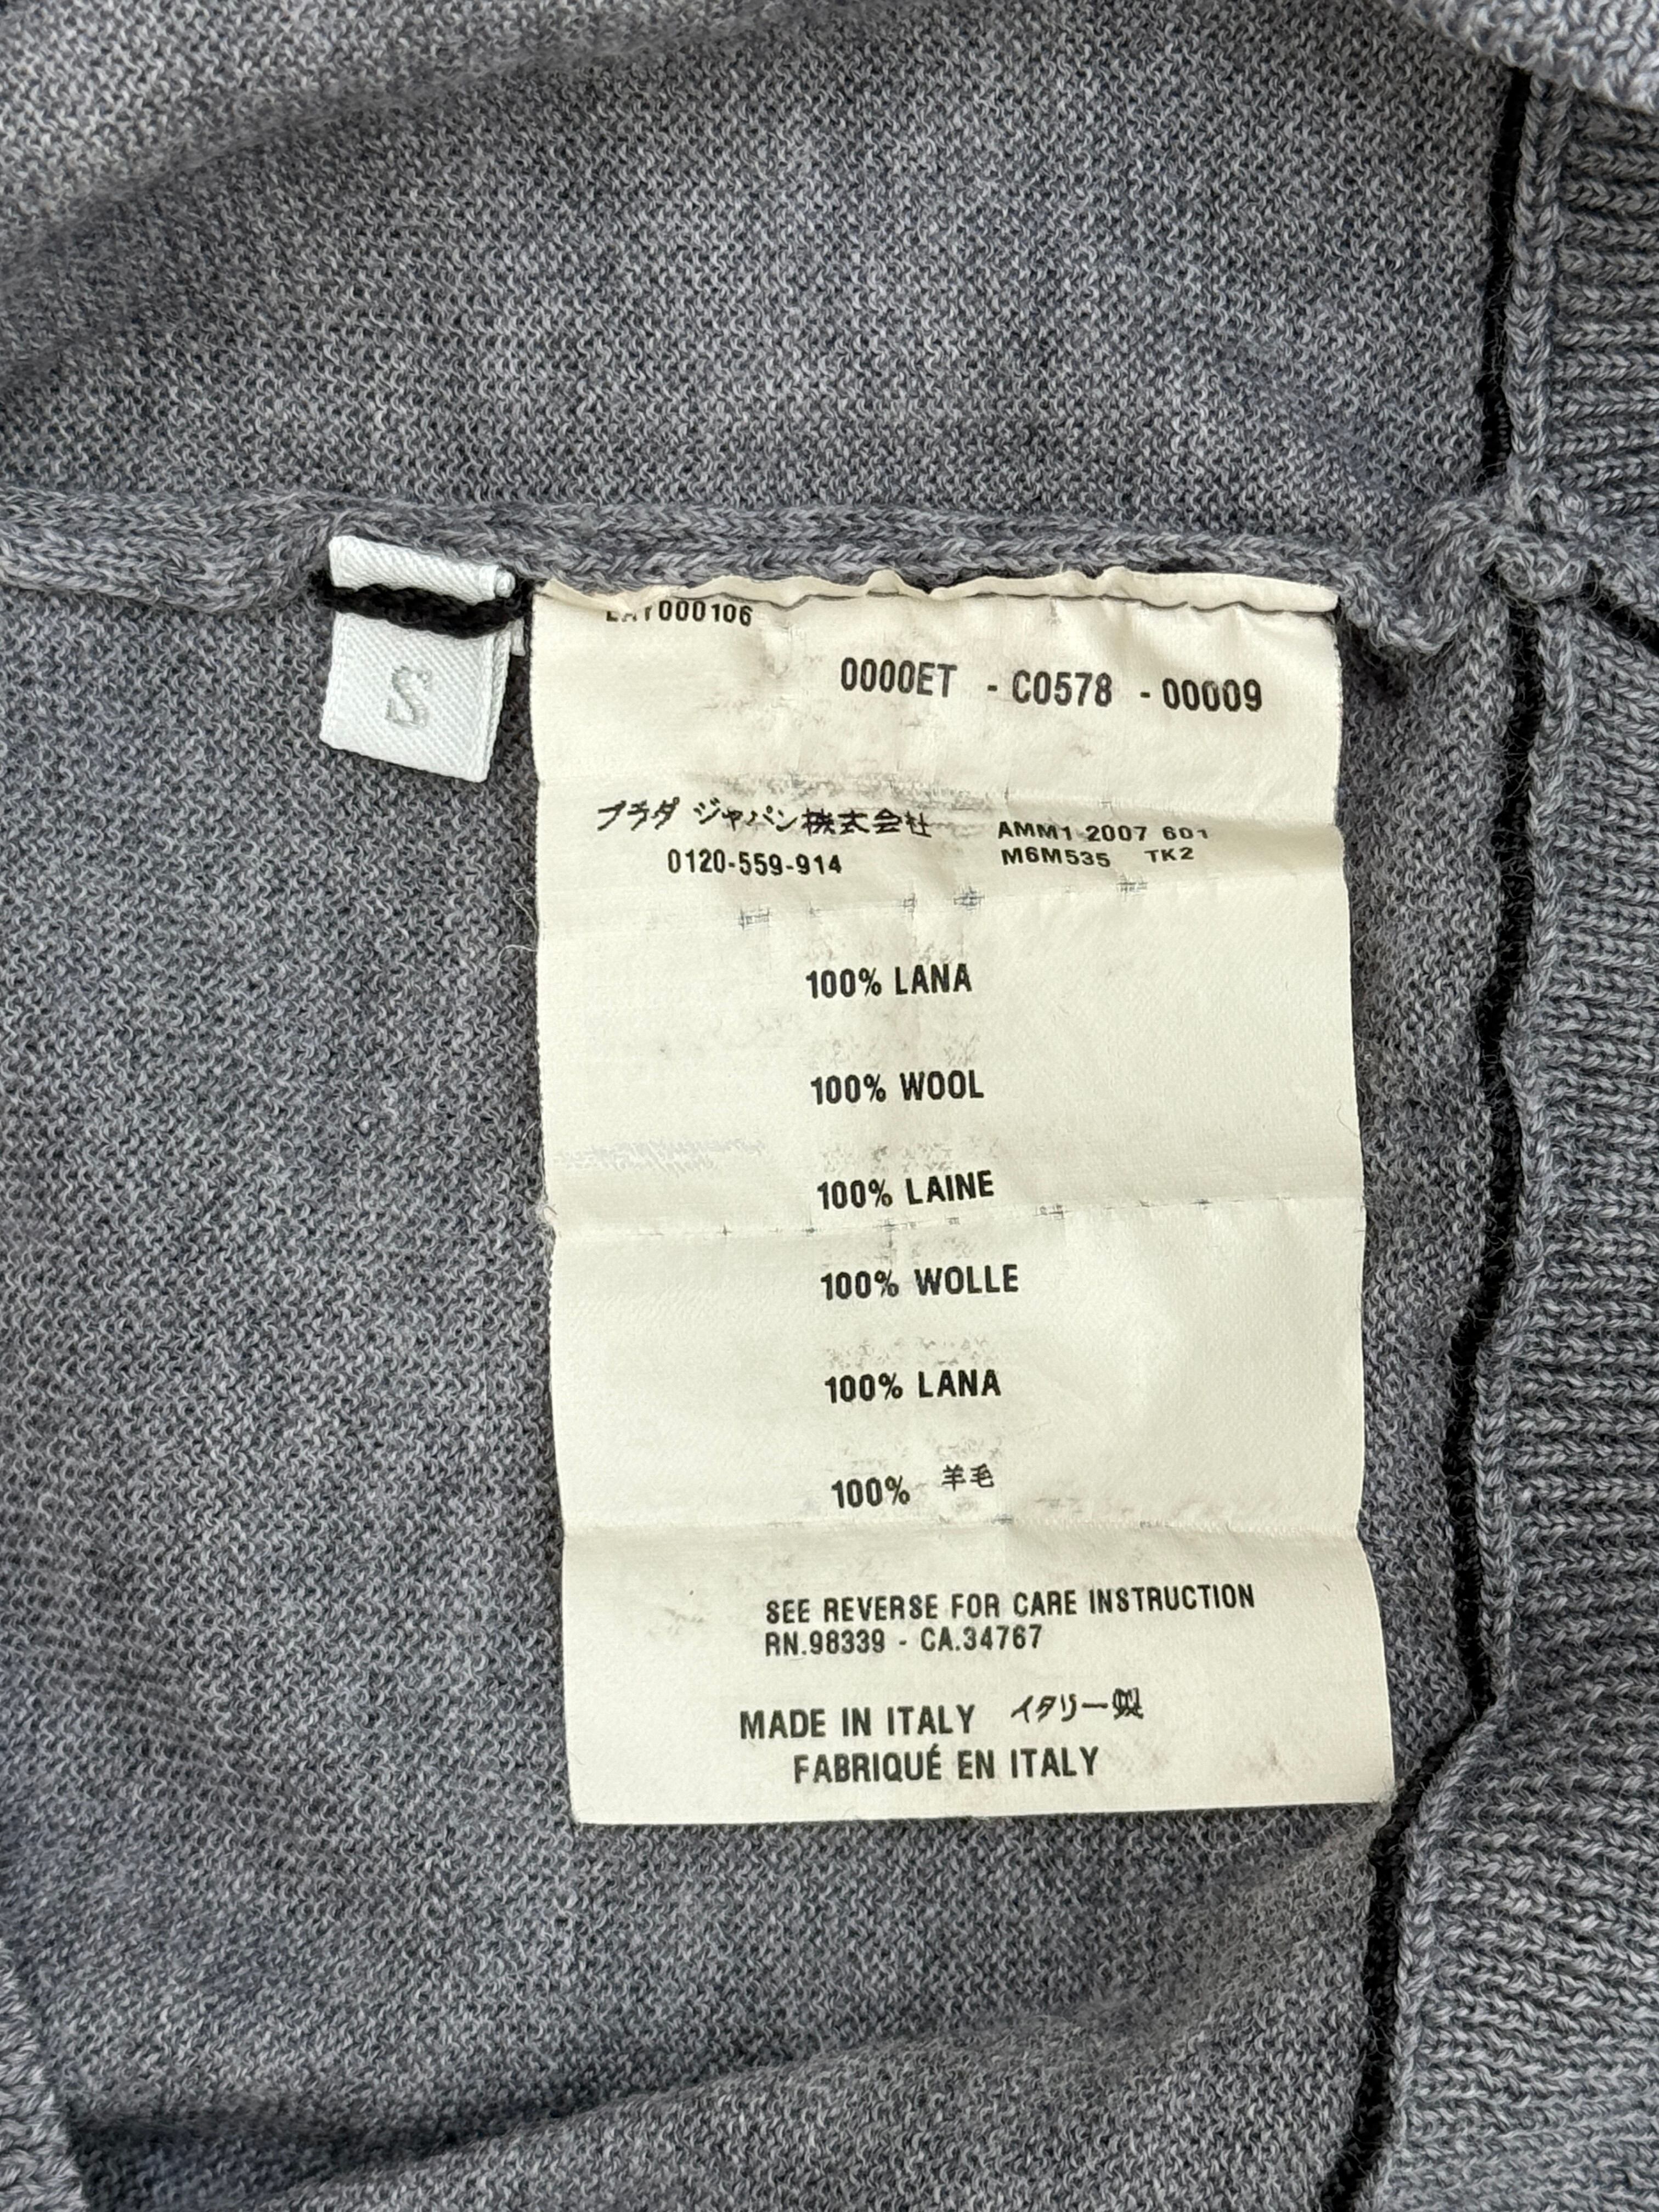 S
000106
0000ET - C0578 - 00009
プラダ ジャパン株式会社
0120-559-914
AMM1 2007 601
M6M535 TK2
100% LANA
100% WOOL
100% LAINE
100% WOLLE
100% LANA
100% 羊毛
SEE REVERSE FOR CARE INSTRUCTION
RN.98339 - CA.34767
MADE IN ITALY イタリー製
FABRIQUÉ EN ITALY